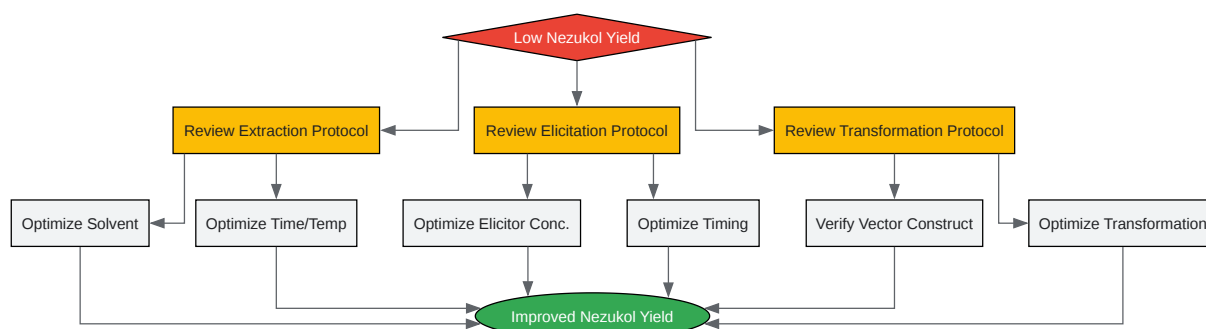 Low Nezukol Yield
Review Extraction Protocol
Review Elicitation Protocol
Review Transformation Protocol
Optimize Solvent
Optimize Time/Temp
Optimize Elicitor Conc.
Optimize Timing
Verify Vector Construct
Optimize Transformation
Improved Nezukol Yield